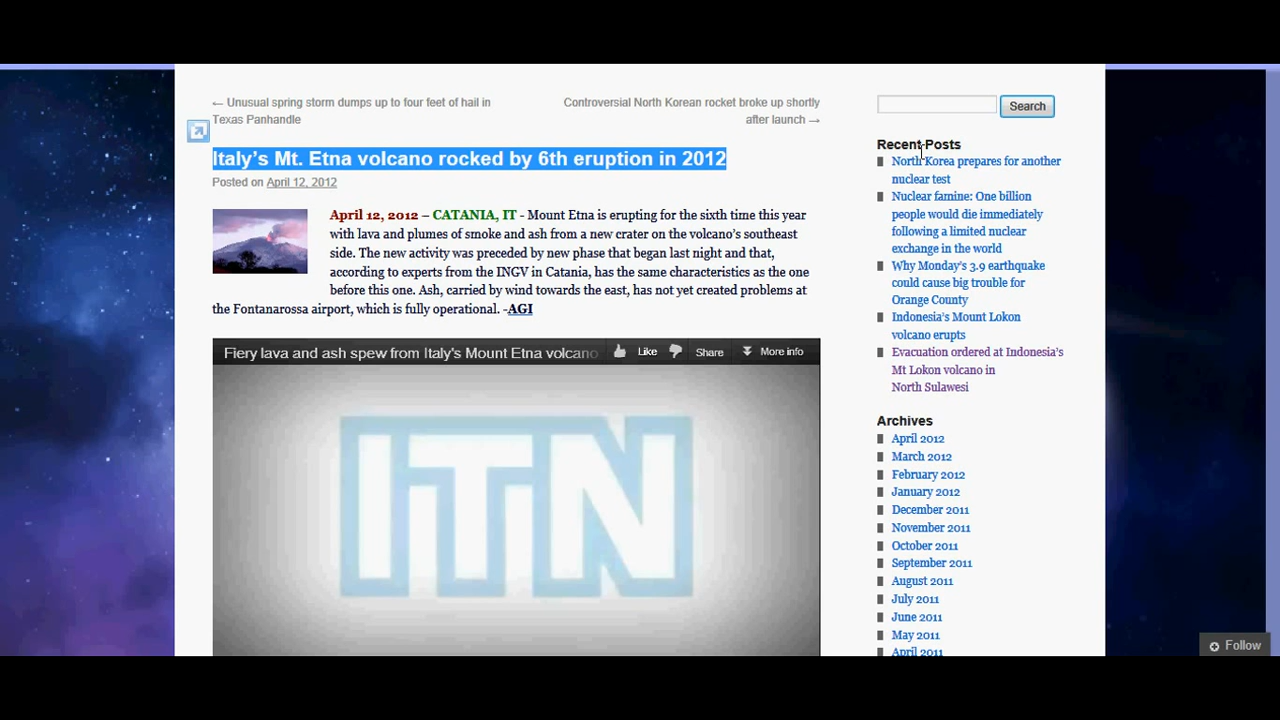 ← Unusual spring storm dumps up to four feet of hail in
Texas Panhandle
Controversial North Korean rocket broke up shortly
after launch →
Italy's Mt. Etna volcano rocked by 6th eruption in 2012
Posted on April 12, 2012
April 12, 2012 – CATANIA, IT - Mount Etna is erupting for the sixth time this year
with lava and plumes of smoke and ash from a new crater on the volcano's southeast
side. The new activity was preceded by new phase that began last night and that,
according to experts from the INGV in Catania, has the same characteristics as the one
before this one. Ash, carried by wind towards the east, has not yet created problems at
the Fontanarossa airport, which is fully operational. -AGI
Fiery lava and ash spew from Italy's Mount Etna volcano
Like
Share
More info
ITN
Search
Recent Posts
North Korea prepares for another
nuclear test
Nuclear famine: One billion
people would die immediately
following a limited nuclear
exchange in the world
Why Monday's 3.9 earthquake
could cause big trouble for
Orange County
Indonesia's Mount Lokon
volcano erupts
Evacuation ordered at Indonesia's
Mt Lokon volcano in
North Sulawesi
Archives
April 2012
March 2012
February 2012
January 2012
December 2011
November 2011
October 2011
September 2011
August 2011
July 2011
June 2011
May 2011
April 2011
Follow